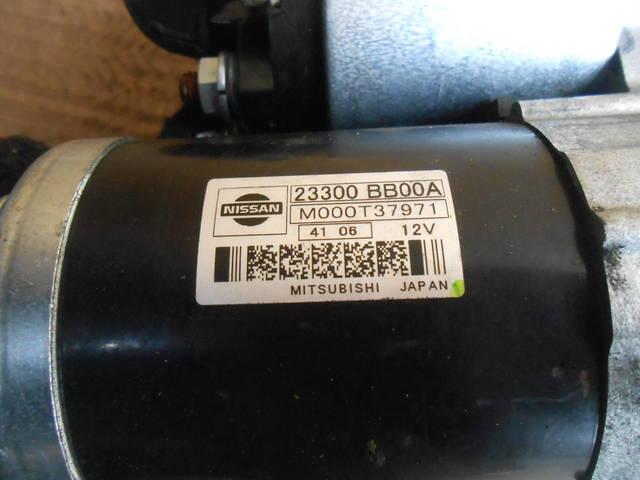 NISSAN
23300 BB00A
M000T37971
41 06 12V
MITSUBISHI JAPAN